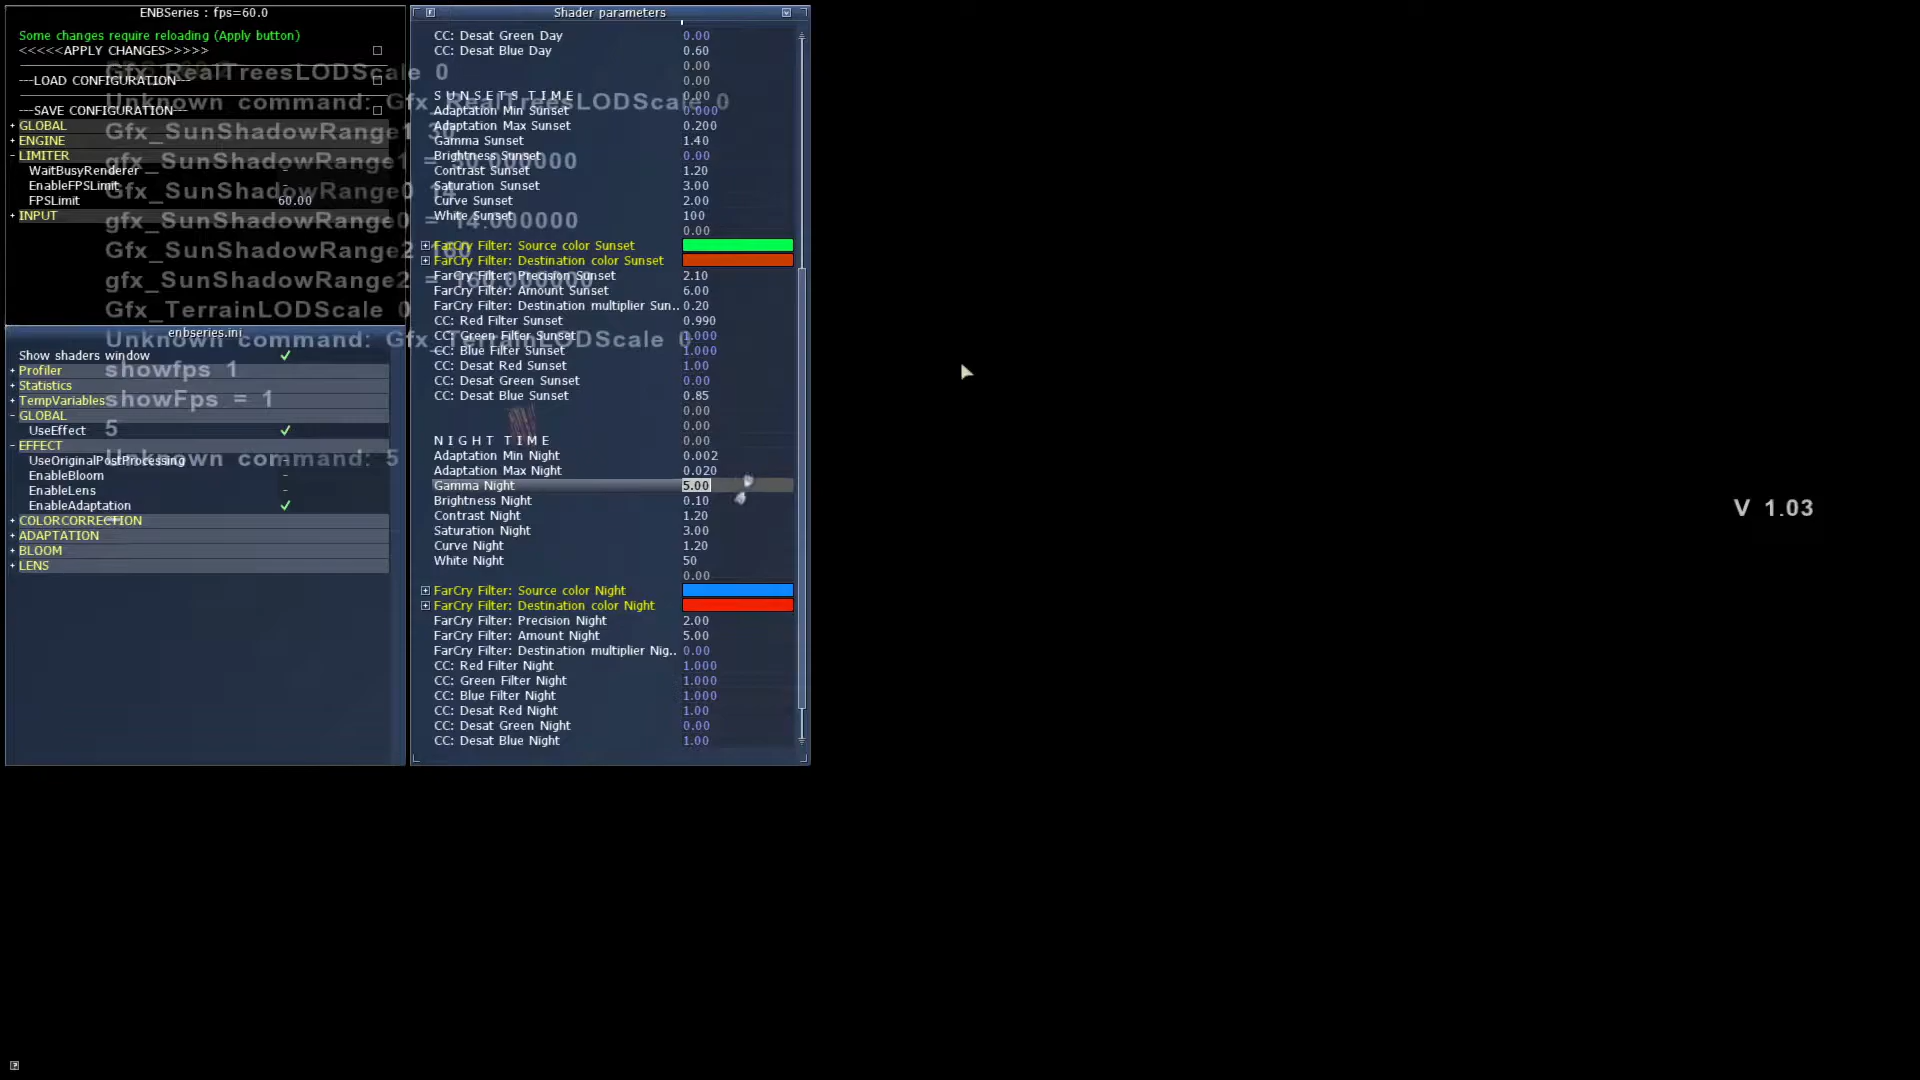 ENBSeries : fps=60.0
Some changes require reloading (Apply button)
<<<<<APPLY CHANGES>>>>>
---LOAD CONFIGURATION---
---SAVE CONFIGURATION---
+ GLOBAL
+ ENGINE
- LIMITER
WaitBusyRenderer -
EnableFPSLimit -
FPSLimit 60.00
+ INPUT
Gfx_RealTreesLODScale 0
Unknown command: Gfx_RealTreesLODScale 0
Gfx_SunShadowRange1 30
gfx_SunShadowRange1 = 30.000000
Gfx_SunShadowRange0 14
gfx_SunShadowRange0 = 14.000000
Gfx_SunShadowRange2 160
gfx_SunShadowRange2 = 160.000000
Gfx_TerrainLODScale 0
Unknown command: Gfx_TerrainLODScale 0
showfps 1
showFps = 1
5
Unknown command: 5
enbseries.ini
Show shaders window
+ Profiler
+ Statistics
+ TempVariables
- GLOBAL
UseEffect
- EFFECT
UseOriginalPostProcessing -
EnableBloom -
EnableLens -
EnableAdaptation
+ COLORCORRECTION
+ ADAPTATION
+ BLOOM
+ LENS
Shader parameters
CC: Desat Green Day 0.00
CC: Desat Blue Day 0.60
0.00
0.00
S U N S E T S  T I M E 0.00
Adaptation Min Sunset 0.000
Adaptation Max Sunset 0.200
Gamma Sunset 1.40
Brightness Sunset 0.00
Contrast Sunset 1.20
Saturation Sunset 3.00
Curve Sunset 2.00
White Sunset 100
0.00
FarCry Filter: Source color Sunset
FarCry Filter: Destination color Sunset
FarCry Filter: Precision Sunset 2.10
FarCry Filter: Amount Sunset 6.00
FarCry Filter: Destination multiplier Sun.. 0.20
CC: Red Filter Sunset 0.990
CC: Green Filter Sunset 1.000
CC: Blue Filter Sunset 1.000
CC: Desat Red Sunset 1.00
CC: Desat Green Sunset 0.00
CC: Desat Blue Sunset 0.85
0.00
0.00
N I G H T  T I M E 0.00
Adaptation Min Night 0.002
Adaptation Max Night 0.020
Gamma Night 5.00
Brightness Night 0.10
Contrast Night 1.20
Saturation Night 3.00
Curve Night 1.20
White Night 50
0.00
FarCry Filter: Source color Night
FarCry Filter: Destination color Night
FarCry Filter: Precision Night 2.00
FarCry Filter: Amount Night 5.00
FarCry Filter: Destination multiplier Nig.. 0.00
CC: Red Filter Night 1.000
CC: Green Filter Night 1.000
CC: Blue Filter Night 1.000
CC: Desat Red Night 1.00
CC: Desat Green Night 0.00
CC: Desat Blue Night 1.00
V 1.03